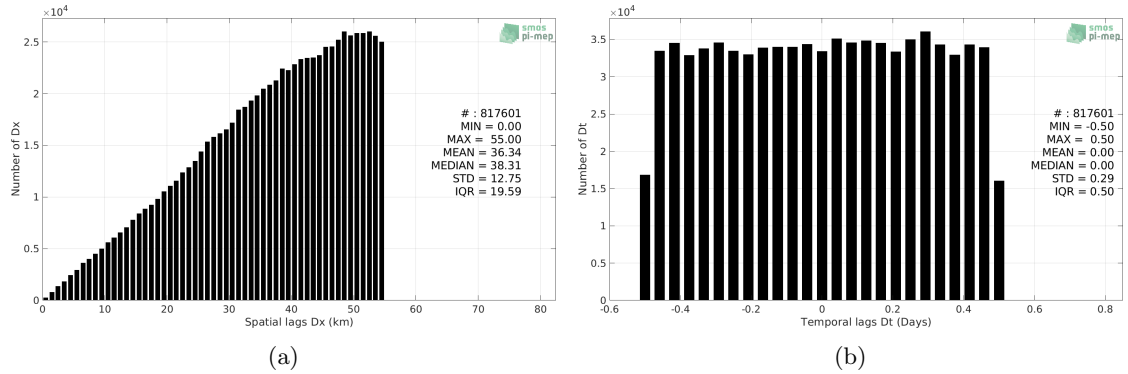 ×10⁴
2.5
2
1.5
1
0.5
0
0 10 20 30 40 50 60 70 80
Number of Dx
Spatial lags Dx (km)
smos
pi-mep
# : 817601
MIN = 0.00
MAX = 55.00
MEAN = 36.34
MEDIAN = 38.31
STD = 12.75
IQR = 19.59
(a)
×10⁴
3.5
3
2.5
2
1.5
1
0.5
0
-0.6 -0.4 -0.2 0 0.2 0.4 0.6 0.8
Number of Dt
Temporal lags Dt (Days)
smos
pi-mep
# : 817601
MIN = -0.50
MAX = 0.50
MEAN = 0.00
MEDIAN = 0.00
STD = 0.29
IQR = 0.50
(b)